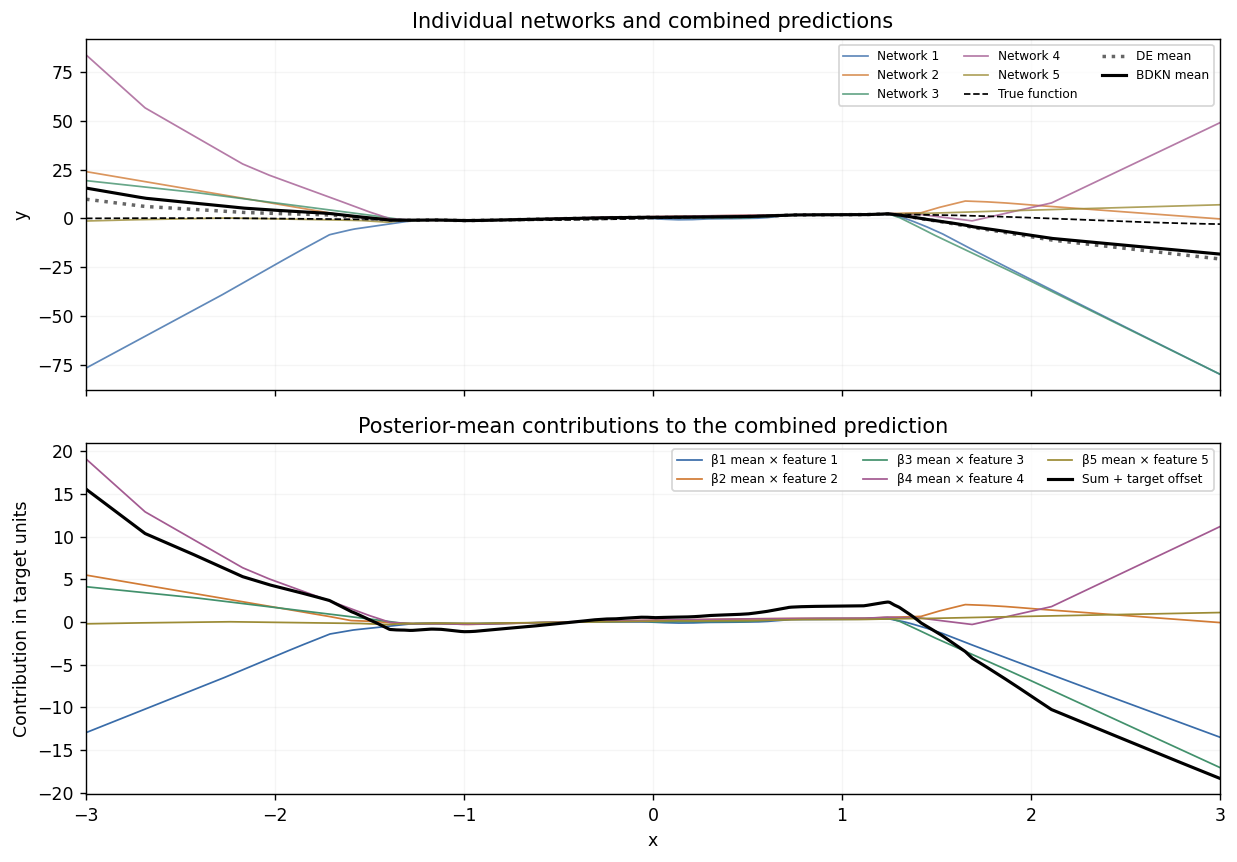 Individual networks and combined predictions
75
50
25
0
−25
−50
−75
y
Network 1
Network 2
Network 3
Network 4
Network 5
True function
DE mean
BDKN mean
Posterior-mean contributions to the combined prediction
20
15
10
5
0
−5
−10
−15
−20
Contribution in target units
β1 mean × feature 1
β2 mean × feature 2
β3 mean × feature 3
β4 mean × feature 4
β5 mean × feature 5
Sum + target offset
−3
−2
−1
0
1
2
3
x